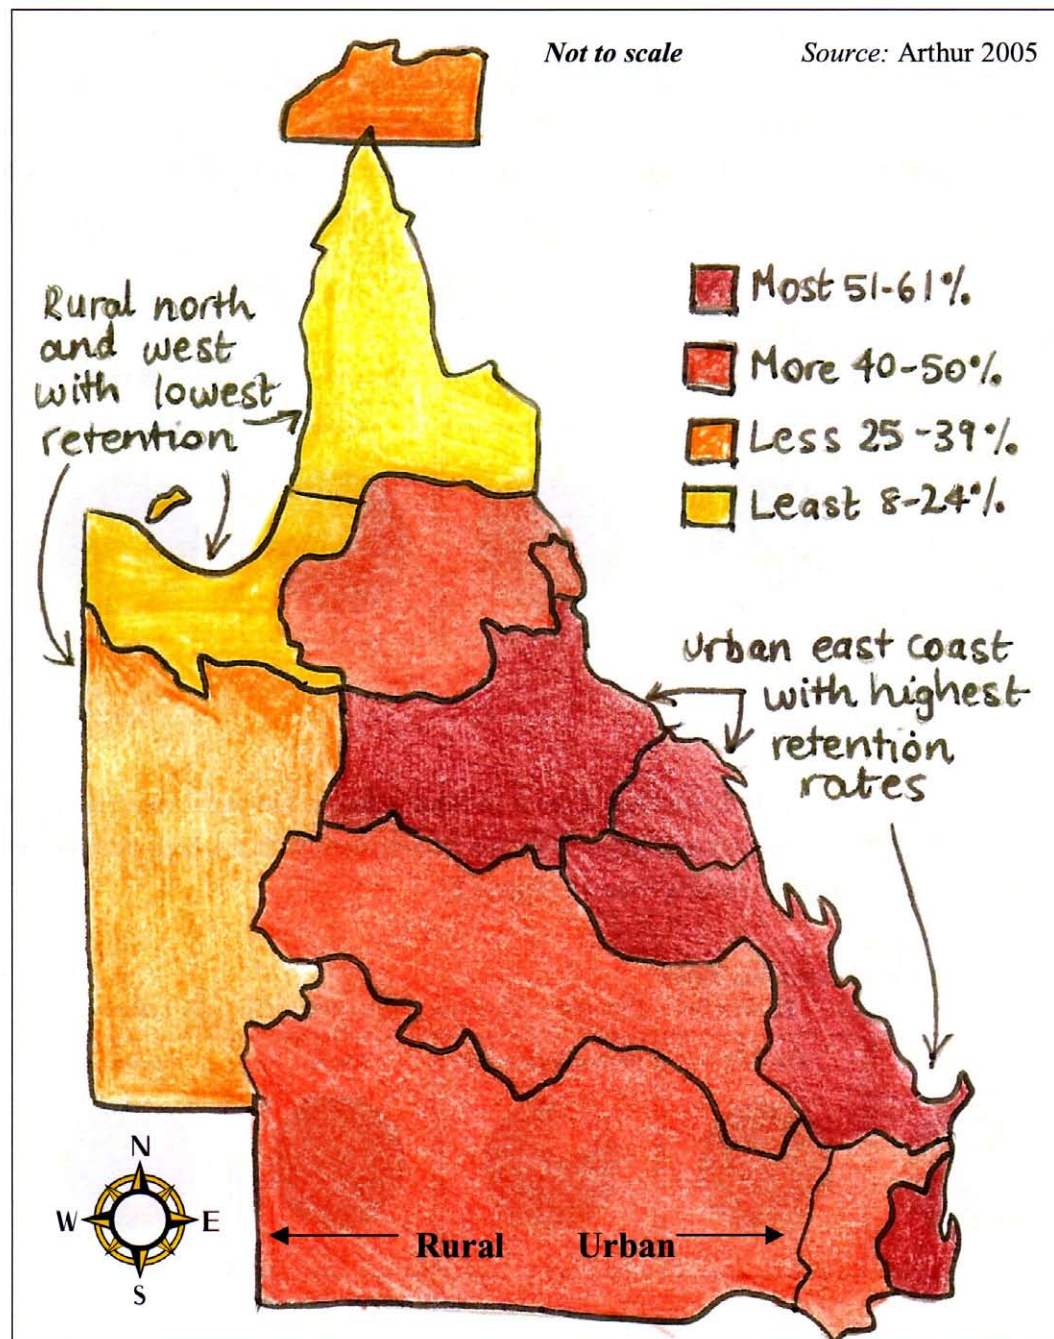 Not to scale
Source: Arthur 2005
Rural north
and west
with lowest
retention
Most 51-61%
More 40-50%
Less 25-39%
Least 8-24%
urban east coast
with highest
retention
rates
N
W E
S
Rural Urban